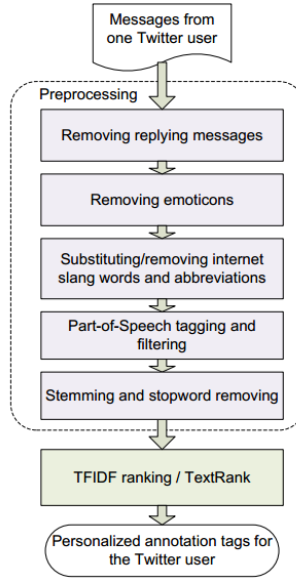 Messages from
one Twitter user
Preprocessing
Removing replying messages
Removing emoticons
Substituting/removing internet
slang words and abbreviations
Part-of-Speech tagging and
filtering
Stemming and stopword removing
TFIDF ranking / TextRank
Personalized annotation tags for
the Twitter user